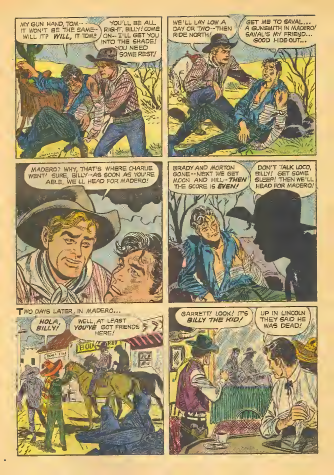 MY GUN HAND, TOM--
IT WON'T BE THE SAME--
WILL IT? WILL, IT TOM?
YOU'LL BE ALL
RIGHT, BILLY! COME
ON-- I'LL GET YOU
INTO THE SHADE!
YOU NEED
SOME REST!
WE'LL LAY LOW A
DAY OR TWO--THEN
RIDE NORTH!
GET ME TO SAVAL...
A GUNSMITH IN MADERO!
SAVAL'S MY FRIEND...
GOOD HIDE OUT...
MADERO! WHY, THAT'S WHERE CHARLIE
WENT! SURE, BILLY--AS SOON AS YOU'RE
ABLE, WE'LL HEAD FOR MADERO!
BRADY AND MORTON
GONE--NEXT WE GET
MOON AND HILL--THEN
THE SCORE IS EVEN!
DON'T TALK LOCO,
BILLY! GET SOME
SLEEP! THEN WE'LL
HEAD FOR MADERO!
TWO DAYS LATER, IN MADERO...
HOLA,
BILLY!
WELL, AT LEAST
YOU'VE GOT FRIENDS
HERE!
GARRETT! LOOK! IT'S
BILLY THE KID!
UP IN LINCOLN
THEY SAID HE
WAS DEAD!